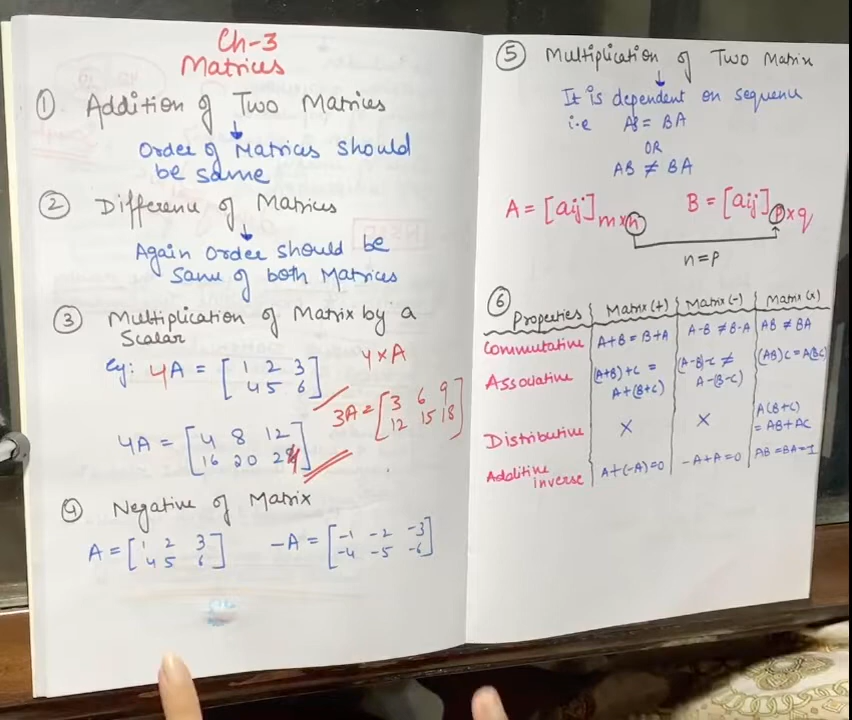 Ch-3
Matrices
① Addition of Two Matrices
Order of Matrices should
be same
② Difference of Matrices
Again Order should be
Same of both Matrices
③ Multiplication of Matrix by a
Scalar
eg: 4A = [1 2 3
4 5 6]
4 × A
3A = [3 6 9
12 15 18]
4A = [4 8 12
16 20 24]
④ Negative of Matrix
A = [1 2 3
4 5 6]
-A = [-1 -2 -3
-4 -5 -6]
⑤ Multiplication of Two Matrix
It is dependent on sequence
i.e AB = BA
OR
AB ≠ BA
A = [aij] m×n B = [aij] p×q
n=p
⑥ Properties Matrix (+) Matrix (-) Matrix (x)
Commutative A+B = B+A A-B ≠ B-A AB ≠ BA
Associative (A+B)+C = A+(B+C) (A-B)-C ≠ A-(B-C) (AB)C = A(BC)
Distributive × × A(B+C) = AB+AC
Additive inverse A+(-A)=0 -A+A=0 AB=BA=1